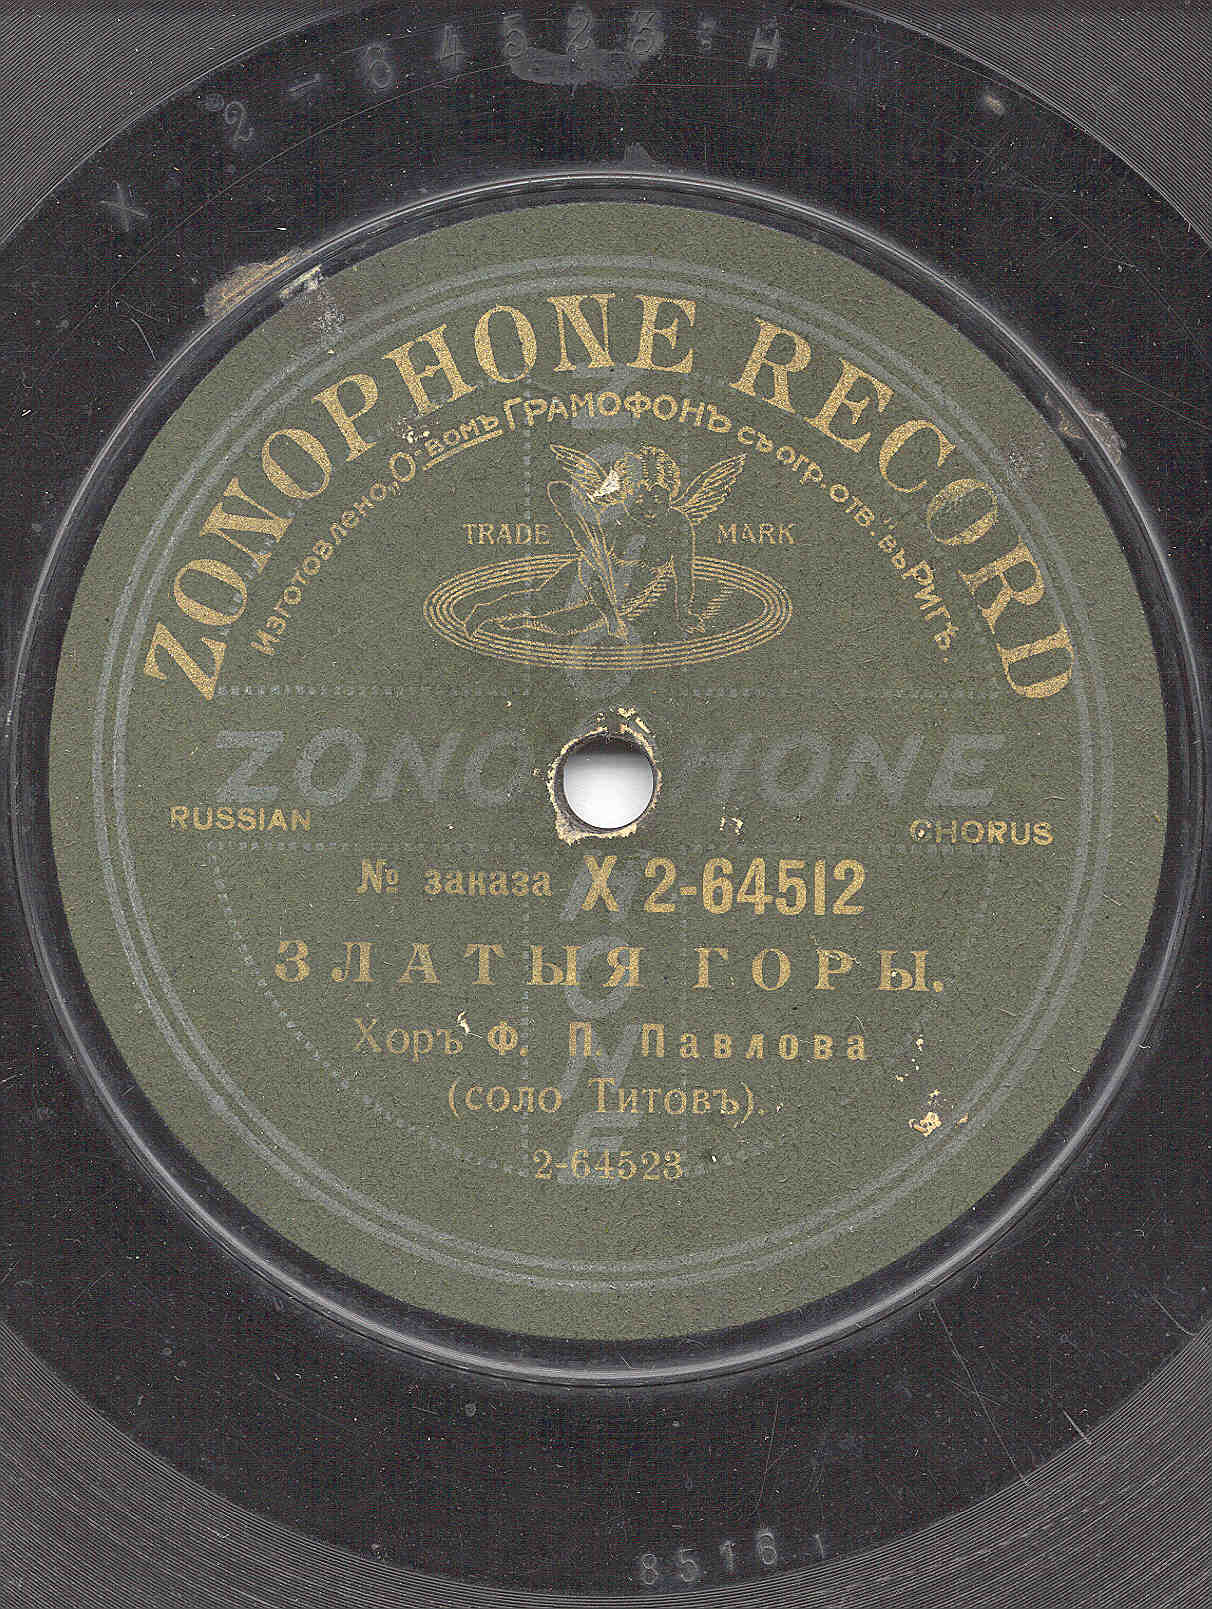 X 2-64523 H
ZONOPHONE RECORD
Изготовлено „О-вомъ ГРАМОФОНЪ съ огр. отв." въ Ригѣ.
TRADE MARK
ZONOPHONE
ZONOPHONE
RUSSIAN CHORUS
№ заказа X 2-64512
ЗЛАТЫЯ ГОРЫ.
Хоръ Ф. П. Павлова
(соло Титовъ).
2-64523